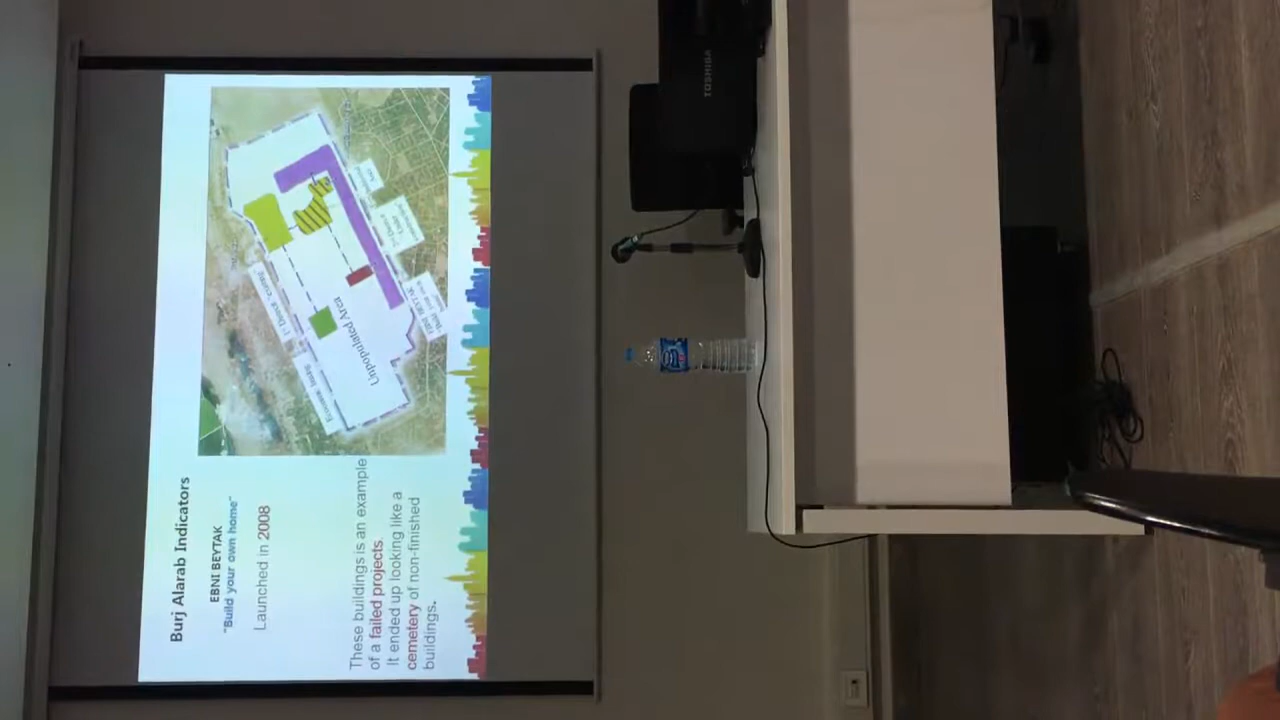 Burj Alarab Indicators
EBNI BEYTAK
"Build your own home"
Launched in 2008
These buildings is an example
of a failed projects.
It ended up looking like a
cemetery of non-finished
buildings.
Unpopulated Area
TOSHIBA